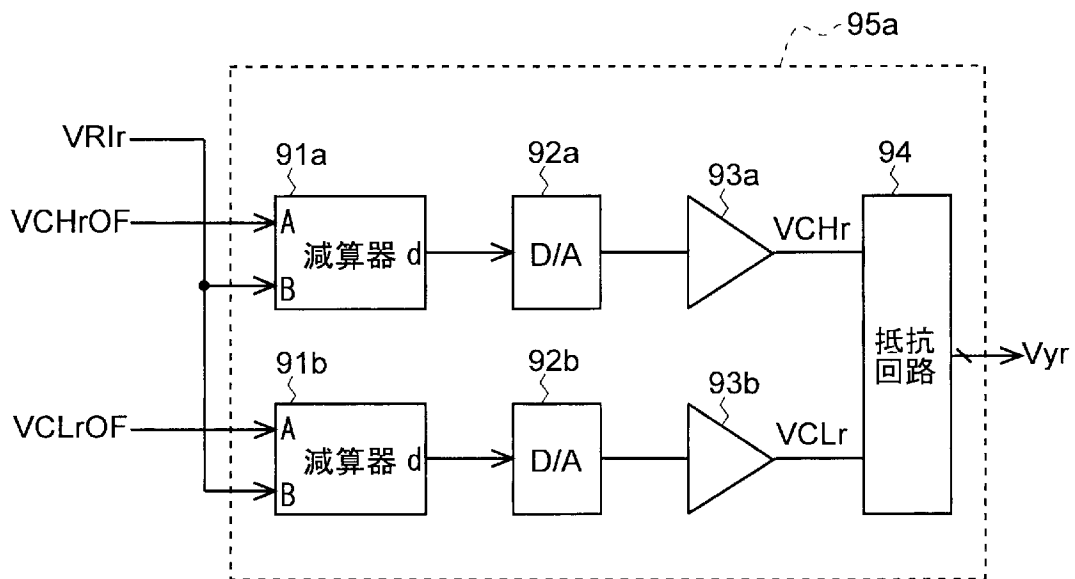 95a
VRIr
91a
92a
93a
94
VCHrOF
A
減算器 d
B
D/A
VCHr
抵抗
回路
Vyr
91b
92b
93b
VCLrOF
A
減算器 d
B
D/A
VCLr